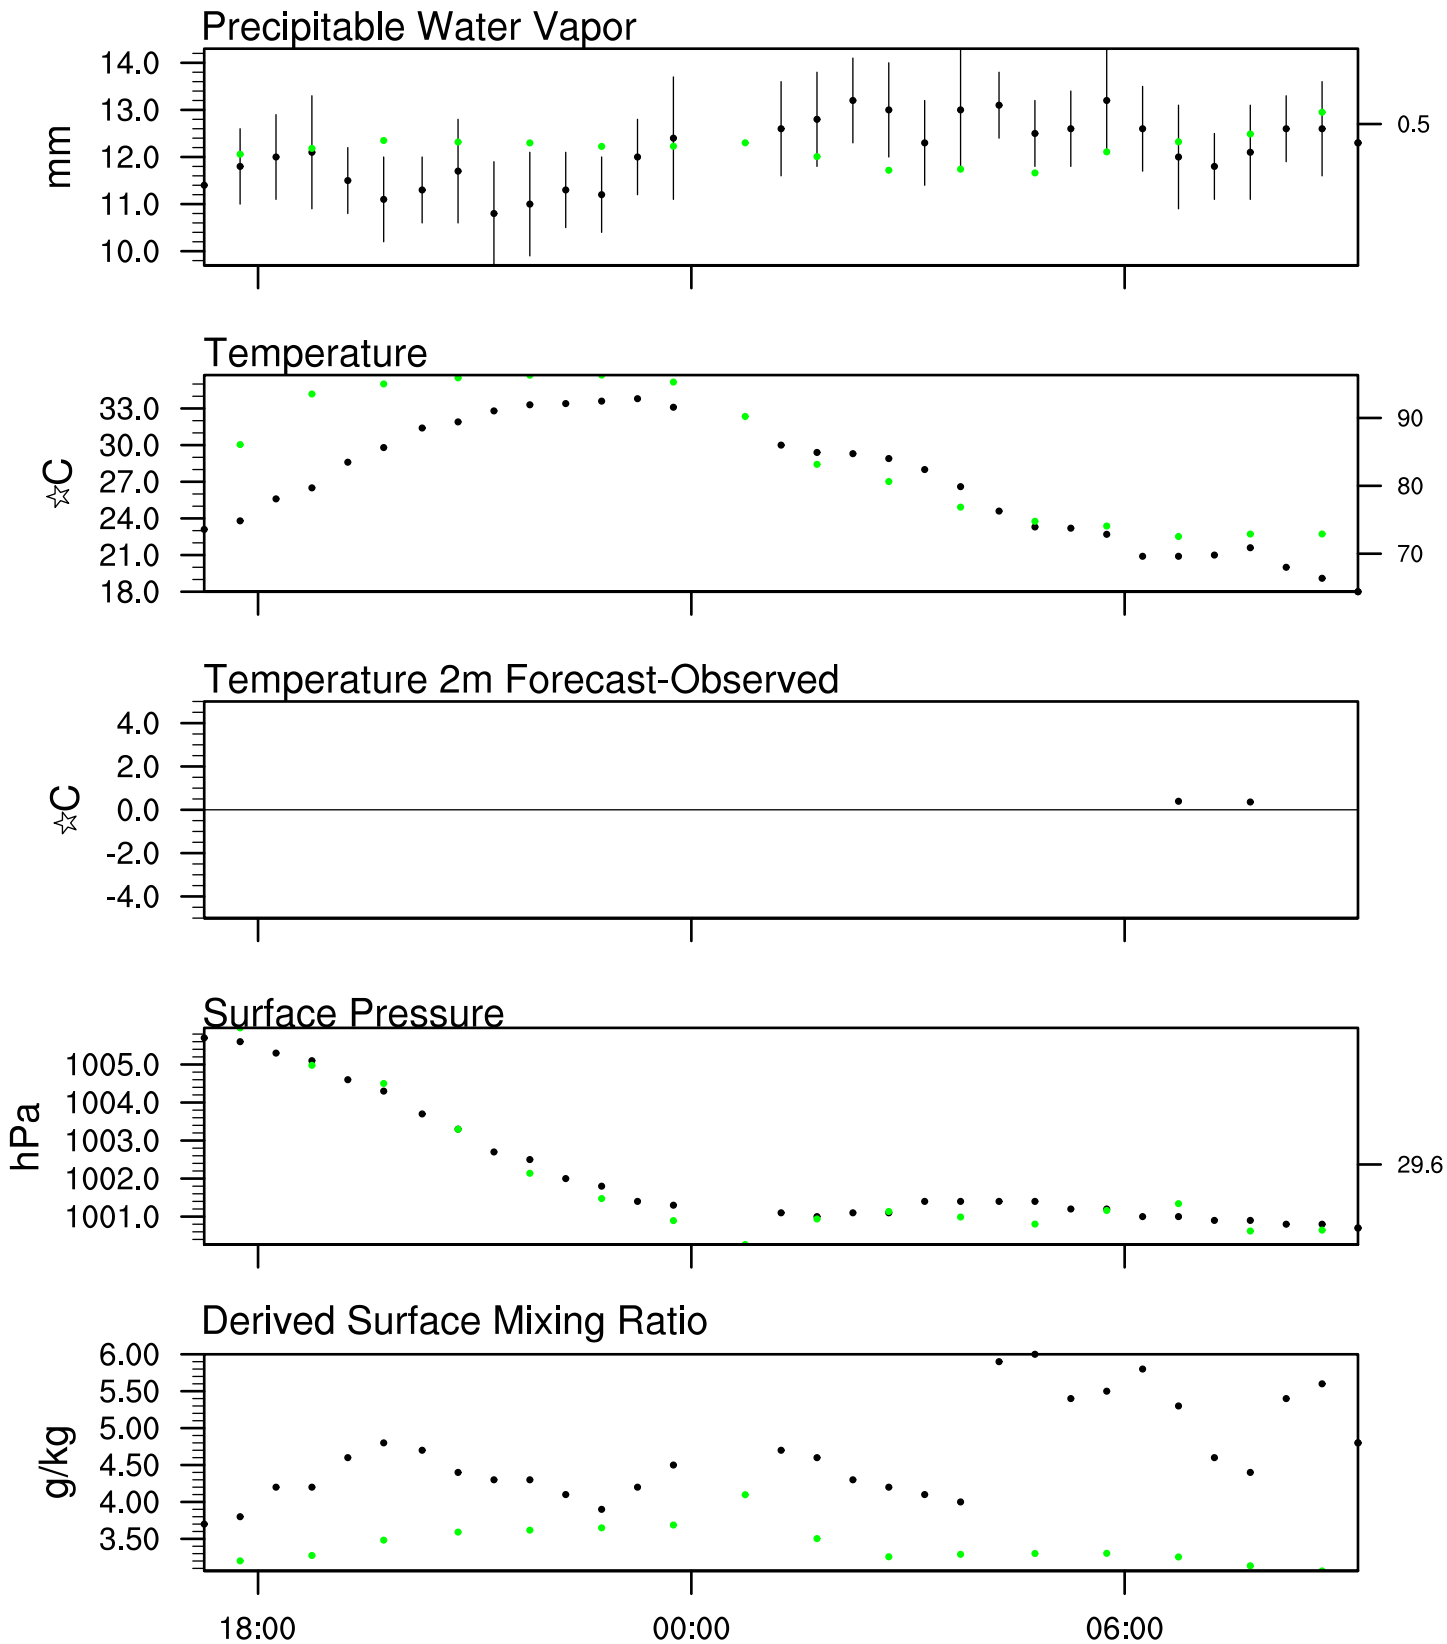 Precipitable Water Vapor
14.0
13.0
12.0
11.0
10.0
mm
0.5
Temperature
33.0
30.0
27.0
24.0
21.0
18.0
☆C
90
80
70
Temperature 2m Forecast-Observed
4.0
2.0
0.0
-2.0
-4.0
☆C
Surface Pressure
1005.0
1004.0
1003.0
1002.0
1001.0
hPa
29.6
Derived Surface Mixing Ratio
6.00
5.50
5.00
4.50
4.00
3.50
g/kg
18:00 00:00 06:00